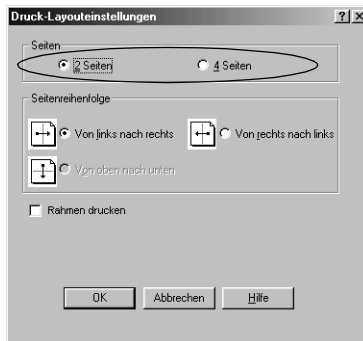 Druck-Layouteinstellungen
Seiten
2 Seiten
4 Seiten
Seitenreihenfolge
Von links nach rechts
Von rechts nach links
Von oben nach unten
Rahmen drucken
OK
Abbrechen
Hilfe